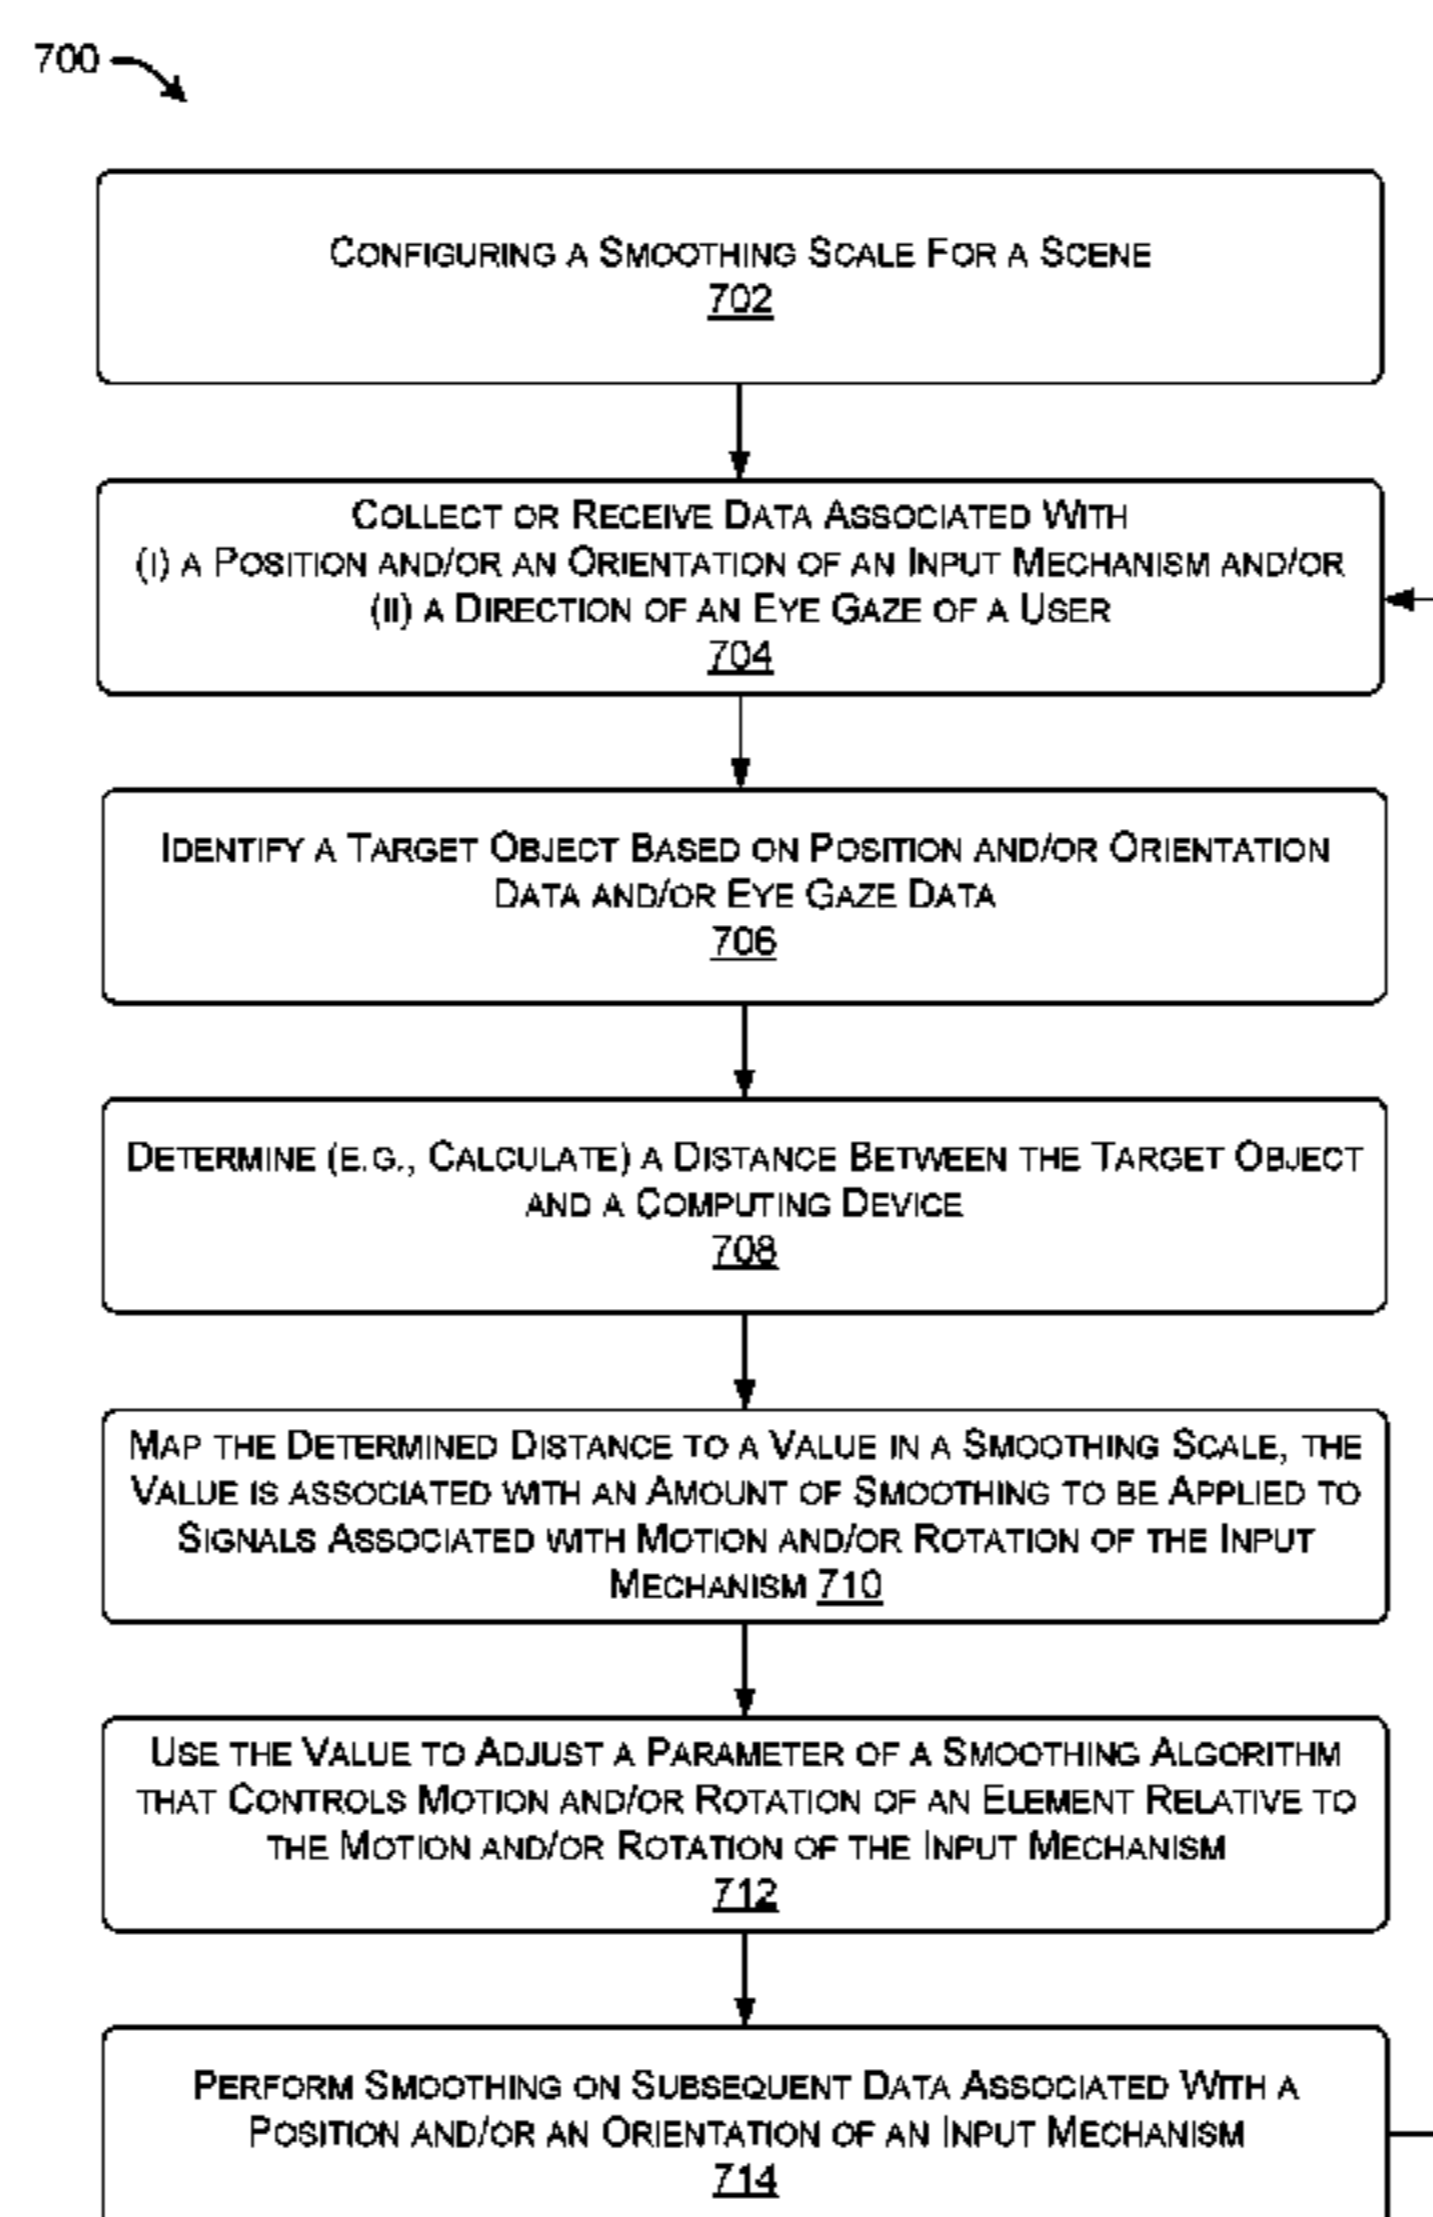 700
CONFIGURING A SMOOTHING SCALE FOR A SCENE
702
COLLECT OR RECEIVE DATA ASSOCIATED WITH
(I) A POSITION AND/OR AN ORIENTATION OF AN INPUT MECHANISM AND/OR
(II) A DIRECTION OF AN EYE GAZE OF A USER
704
IDENTIFY A TARGET OBJECT BASED ON POSITION AND/OR ORIENTATION
DATA AND/OR EYE GAZE DATA
706
DETERMINE (E.G., CALCULATE) A DISTANCE BETWEEN THE TARGET OBJECT
AND A COMPUTING DEVICE
708
MAP THE DETERMINED DISTANCE TO A VALUE IN A SMOOTHING SCALE, THE
VALUE IS ASSOCIATED WITH AN AMOUNT OF SMOOTHING TO BE APPLIED TO
SIGNALS ASSOCIATED WITH MOTION AND/OR ROTATION OF THE INPUT
MECHANISM 710
USE THE VALUE TO ADJUST A PARAMETER OF A SMOOTHING ALGORITHM
THAT CONTROLS MOTION AND/OR ROTATION OF AN ELEMENT RELATIVE TO
THE MOTION AND/OR ROTATION OF THE INPUT MECHANISM
712
PERFORM SMOOTHING ON SUBSEQUENT DATA ASSOCIATED WITH A
POSITION AND/OR AN ORIENTATION OF AN INPUT MECHANISM
714